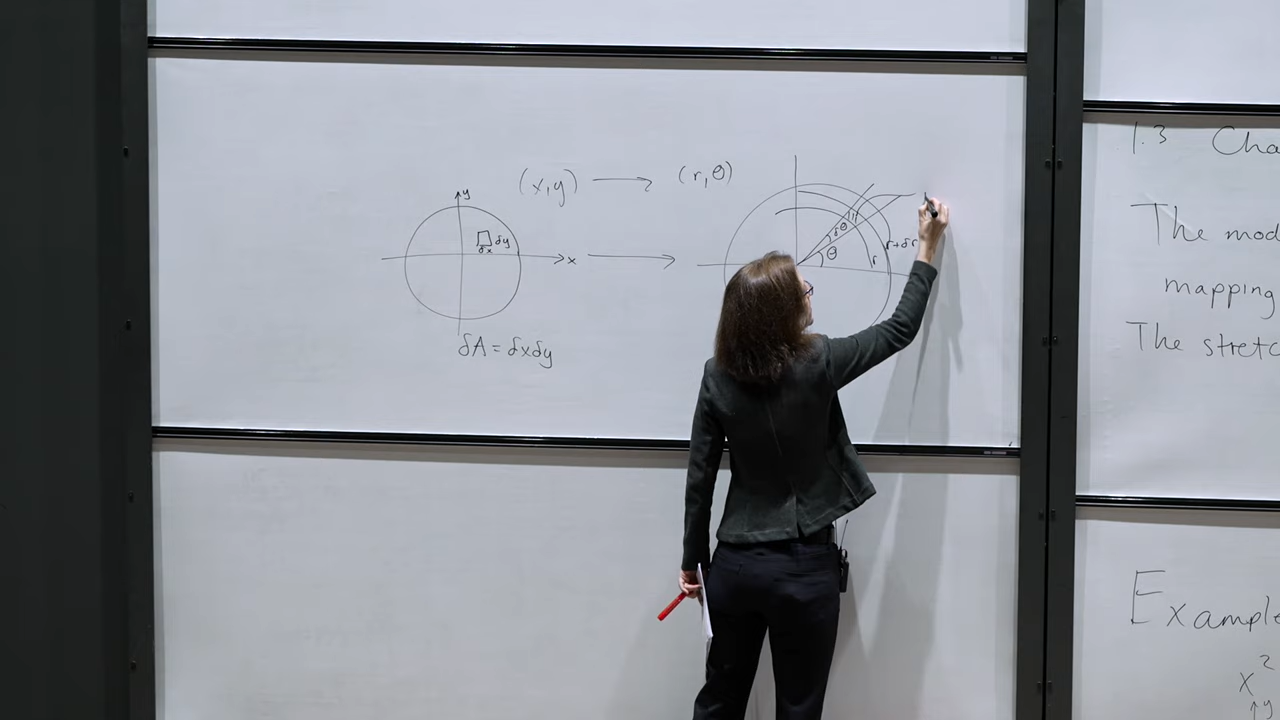 (x,y) → (r,θ)
y
δy
δx
x
δA = δxδy
δθ
θ
r
r+δr
1.3 Cha
The mod
mapping
The stretc
Example
x²
↑y